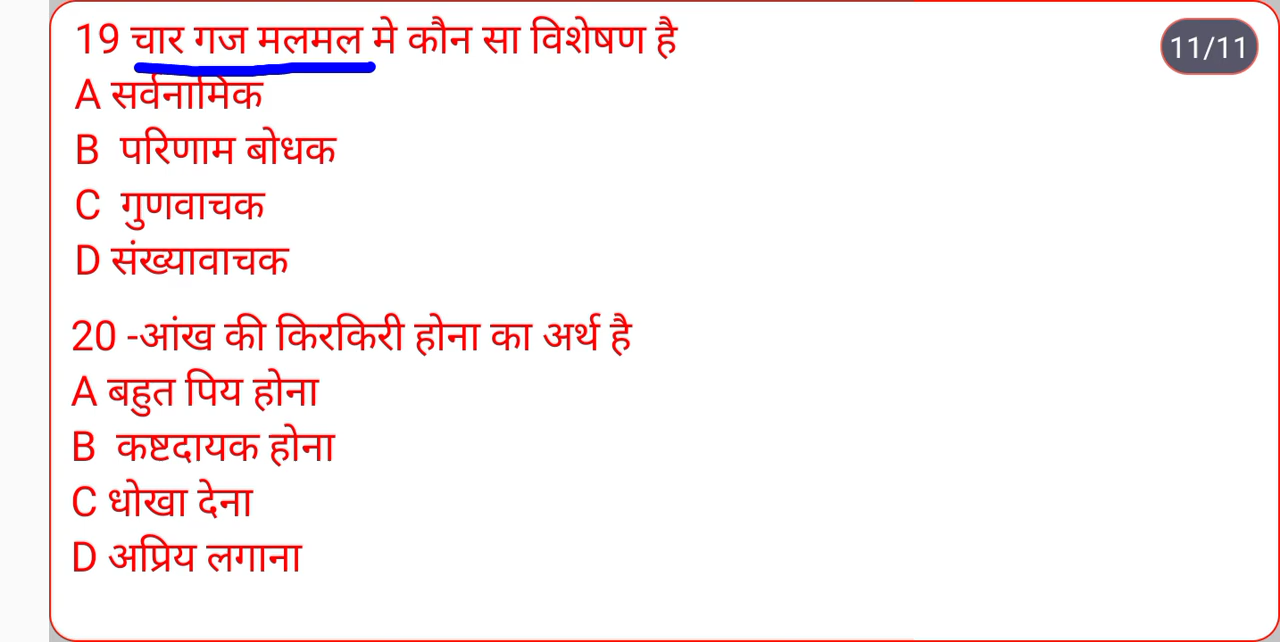 19 चार गज मलमल मे कौन सा विशेषण है
11/11
A सर्वनामिक
B परिणाम बोधक
C गुणवाचक
D संख्यावाचक
20 -आंख की किरकिरी होना का अर्थ है
A बहुत पिय होना
B कष्टदायक होना
C धोखा देना
D अप्रिय लगाना